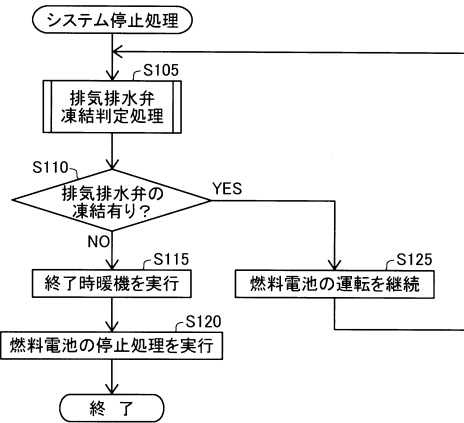 システム停止処理
S105
排気排水弁
凍結判定処理
S110
排気排水弁の
凍結有り？
YES
NO
S115
終了時暖機を実行
S125
燃料電池の運転を継続
S120
燃料電池の停止処理を実行
終 了